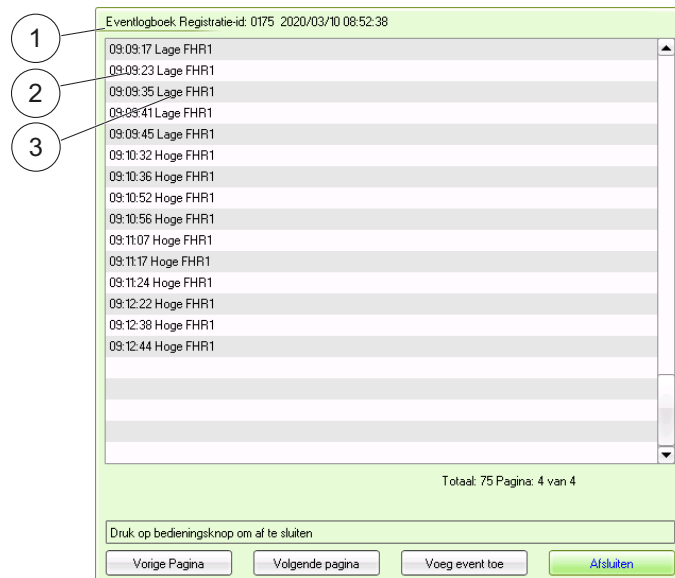 Eventlogboek Registratie-id: 0175 2020/03/10 08:52:38
1
09:09:17 Lage FHR1
2
09:09:23 Lage FHR1
09:09:35 Lage FHR1
3
09:09:41 Lage FHR1
09:09:45 Lage FHR1
09:10:32 Hoge FHR1
09:10:36 Hoge FHR1
09:10:52 Hoge FHR1
09:10:56 Hoge FHR1
09:11:07 Hoge FHR1
09:11:17 Hoge FHR1
09:11:24 Hoge FHR1
09:12:22 Hoge FHR1
09:12:38 Hoge FHR1
09:12:44 Hoge FHR1
Totaal: 75 Pagina: 4 van 4
Druk op bedieningsknop om af te sluiten
Vorige Pagina
Volgende pagina
Voeg event toe
Afsluiten